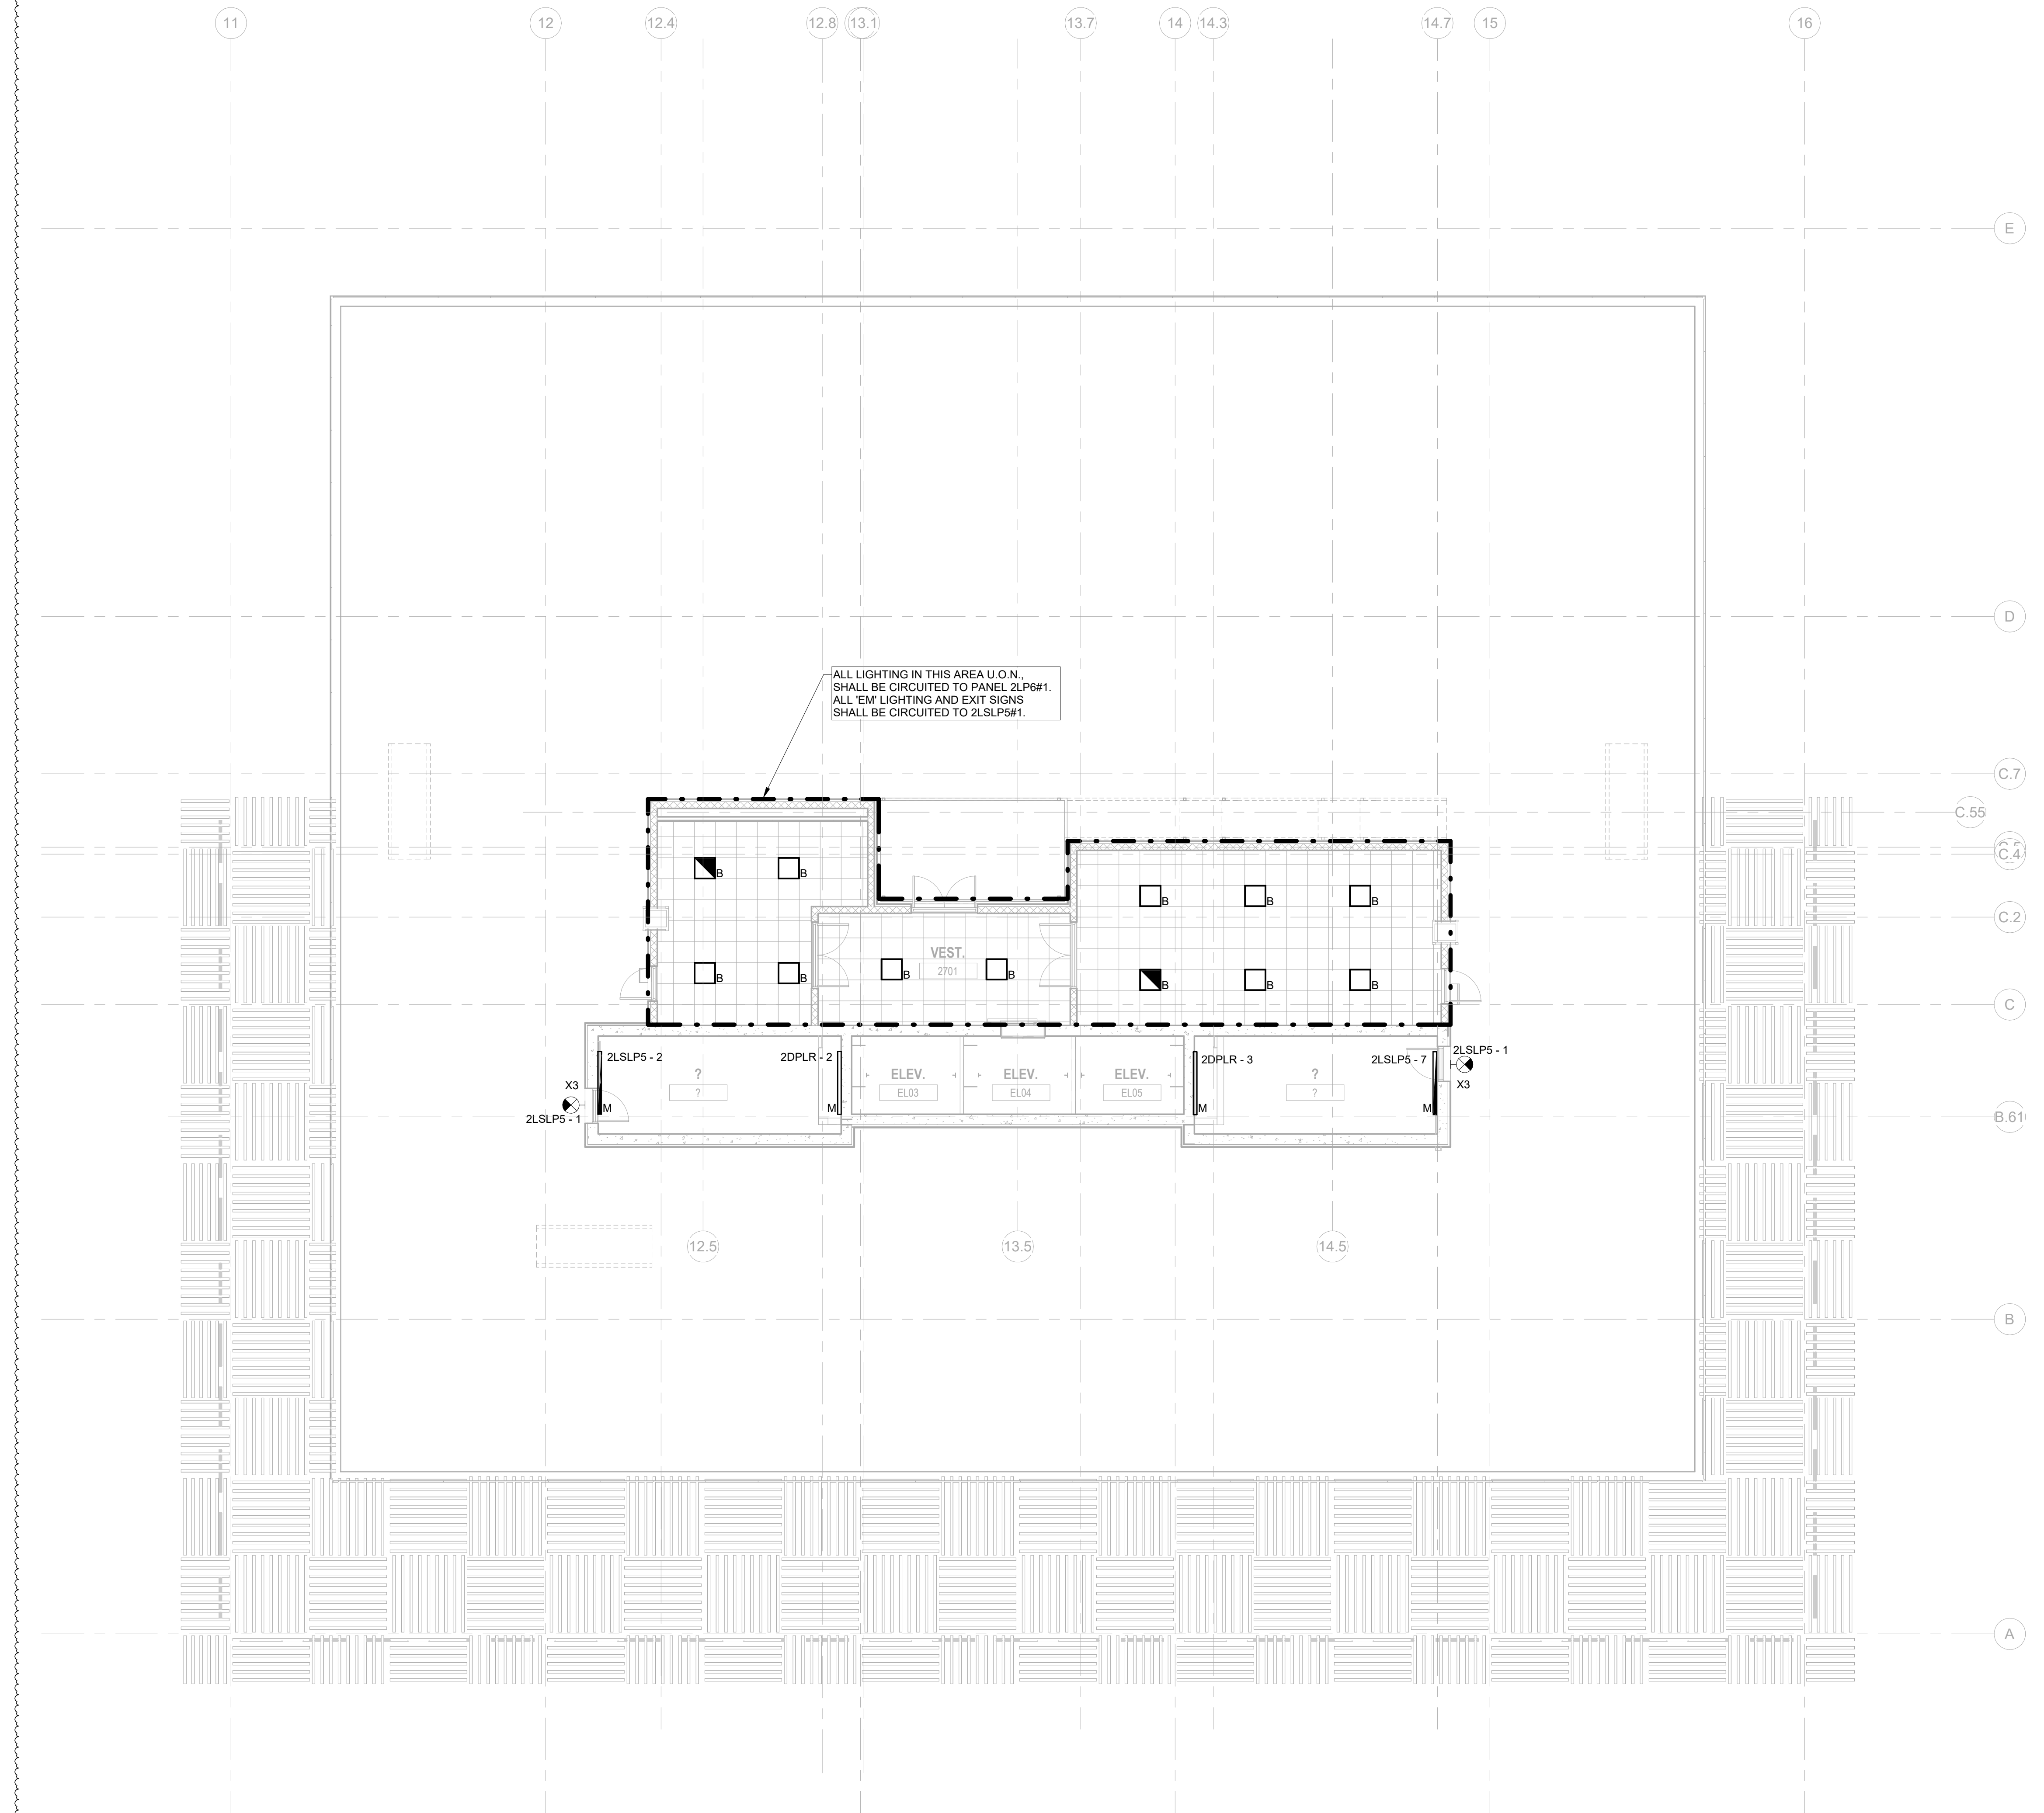 11
12
12.4
12.8
13.1
13.7
14
14.3
14.7
15
16
E
D
ALL LIGHTING IN THIS AREA U.O.N.,
SHALL BE CIRCUITED TO PANEL 2LP6#1.
ALL 'EM' LIGHTING AND EXIT SIGNS
SHALL BE CIRCUITED TO 2LSLP5#1.
C.7
C.55
C.4
B
B
B
B
B
C.2
VEST.
2701
B
B
B
B
B
B
B
C
2LSLP5 - 2
2DPLR - 2
2DPLR - 3
2LSLP5 - 7
2LSLP5 - 1
X3
?
?
ELEV.
EL03
ELEV.
EL04
ELEV.
EL05
?
?
X3
M
M
M
M
2LSLP5 - 1
B.61
12.5
13.5
14.5
B
A